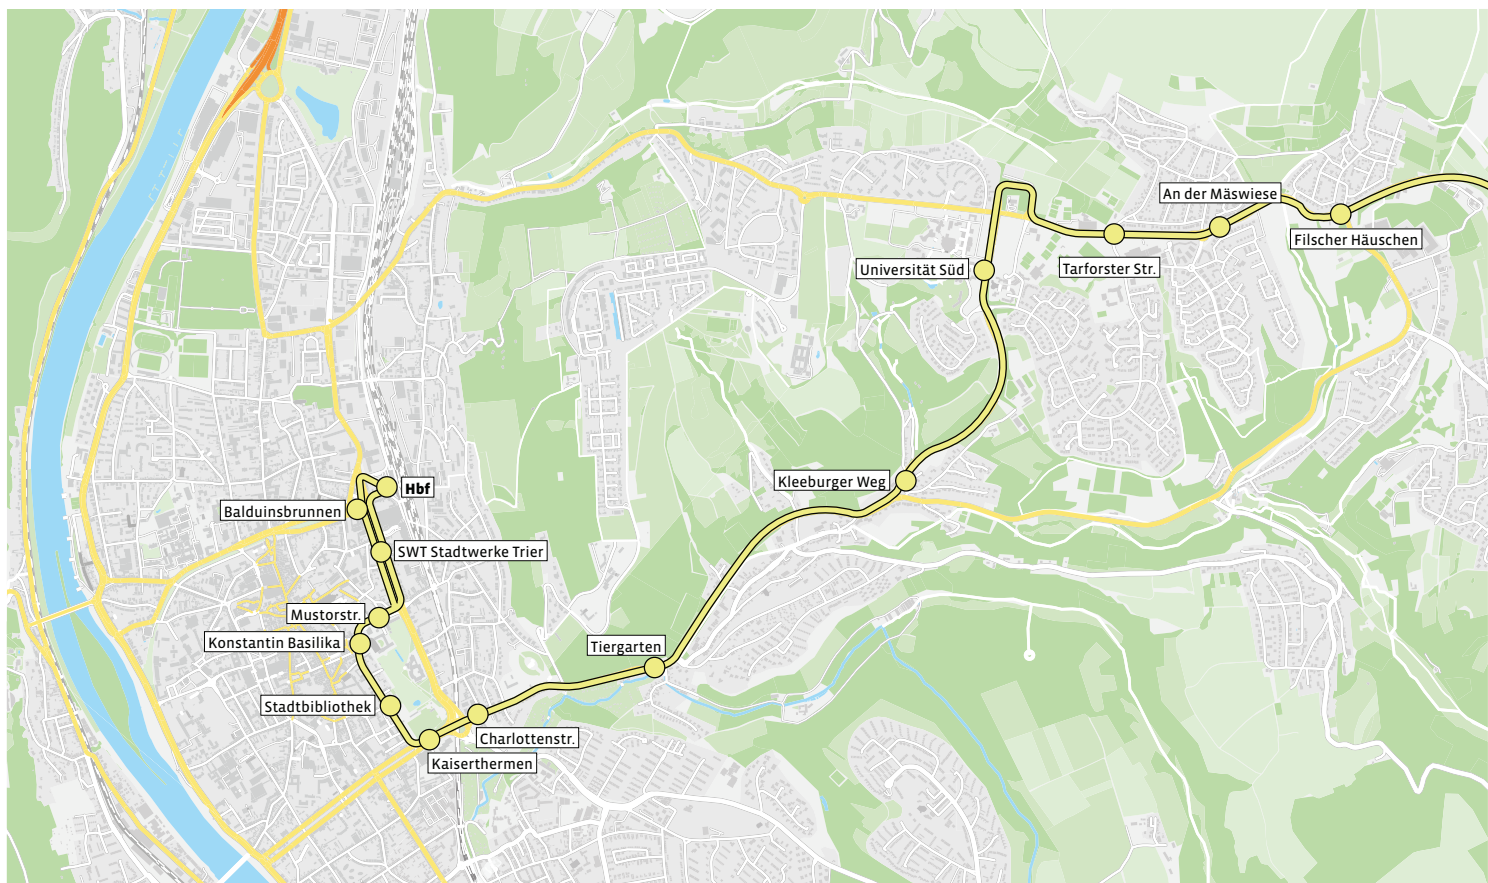 An der Mäswiese
Filscher Häuschen
Universität Süd
Tarforster Str.
Kleeburger Weg
Hbf
Balduinsbrunnen
SWT Stadtwerke Trier
Mustorstr.
Konstantin Basilika
Tiergarten
Stadtbibliothek
Charlottenstr.
Kaiserthermen